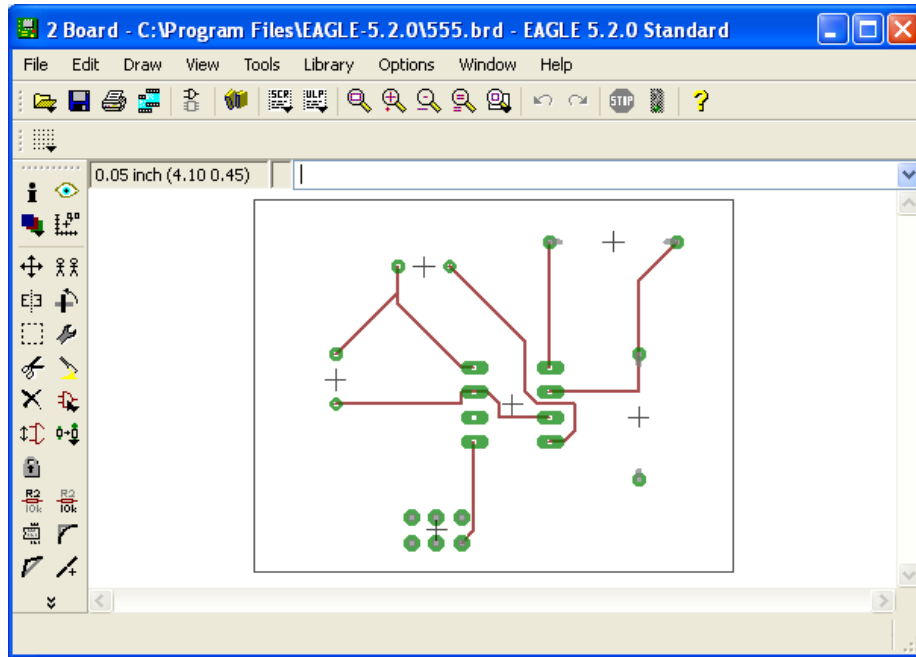 2 Board - C:\Program Files\EAGLE-5.2.0\555.brd - EAGLE 5.2.0 Standard
File Edit Draw View Tools Library Options Window Help
SCR ULP STOP
0.05 inch (4.10 0.45)
R2 R2
10k 10k